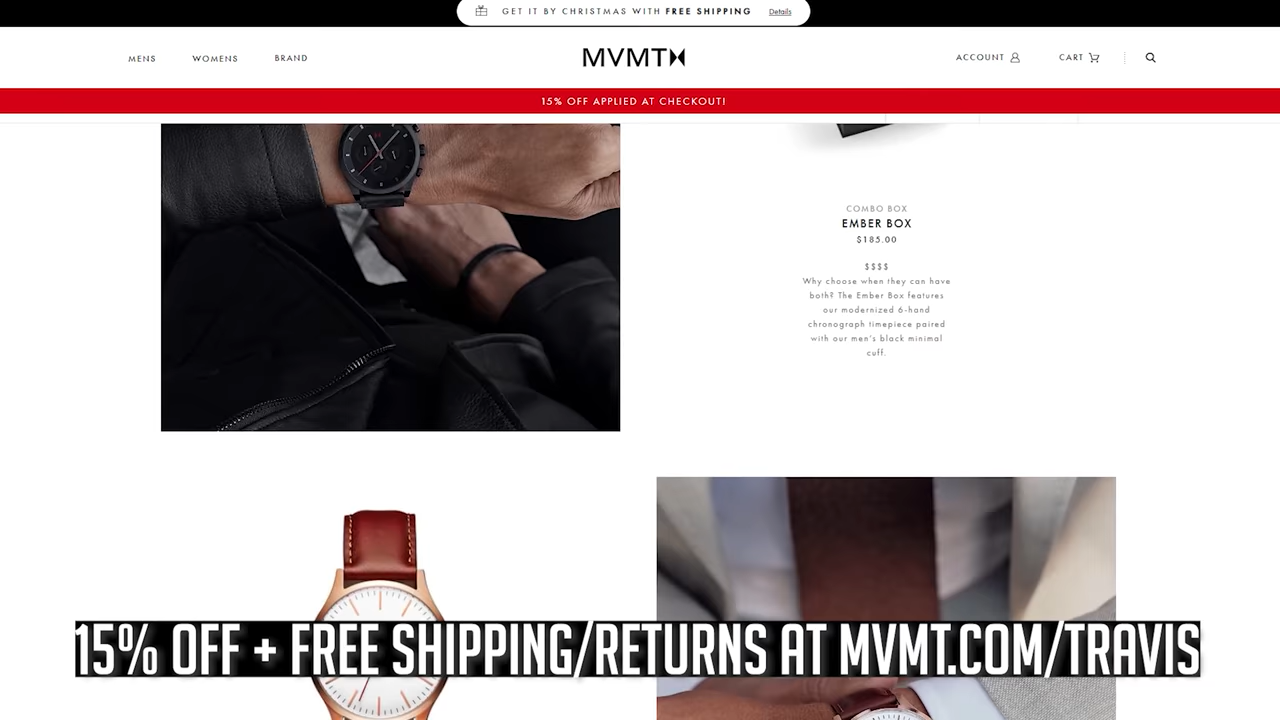 GET IT BY CHRISTMAS WITH FREE SHIPPING Details
MENS WOMENS BRAND MVMT ACCOUNT CART
15% OFF APPLIED AT CHECKOUT!
COMBO BOX
EMBER BOX
$185.00
$$$$
Why choose when they can have
both? The Ember Box features
our modernized 6-hand
chronograph timepiece paired
with our men's black minimal
cuff.
15% OFF + FREE SHIPPING/RETURNS AT MVMT.COM/TRAVIS